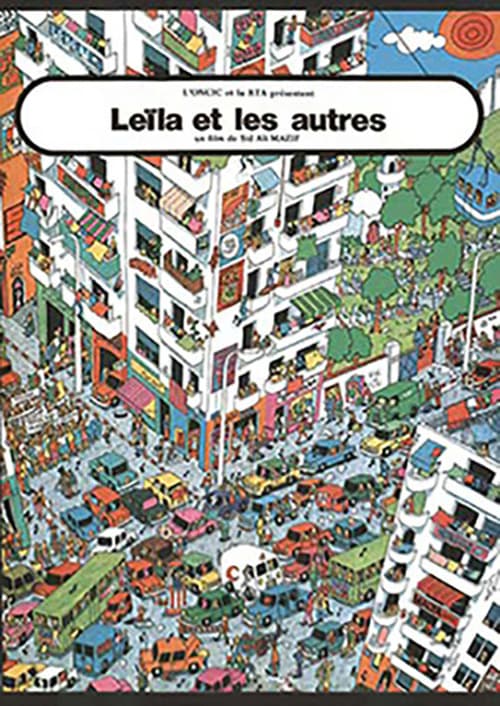 L'ONCIC et la RTA présentent
Leïla et les autres
un film de Sid Ali MAZIF